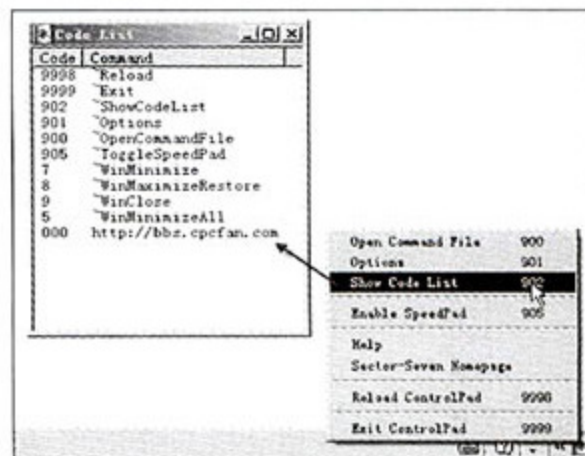 Code List
Code Command
9998 ~Reload
9999 ~Exit
902 ~ShowCodeList
901 ~Options
900 ~OpenCommandFile
905 ~ToggleSpeedPad
7 ~WinMinimize
8 ~WinMaximizeRestore
9 ~WinClose
5 ~WinMinimizeAll
000 http://bbs.cpcfan.com
Open Command File 900
Options 901
Show Code List 902
Enable SpeedPad 905
Help
Sector-Seven Homepage
Reload ControlPad 9998
Exit ControlPad 9999